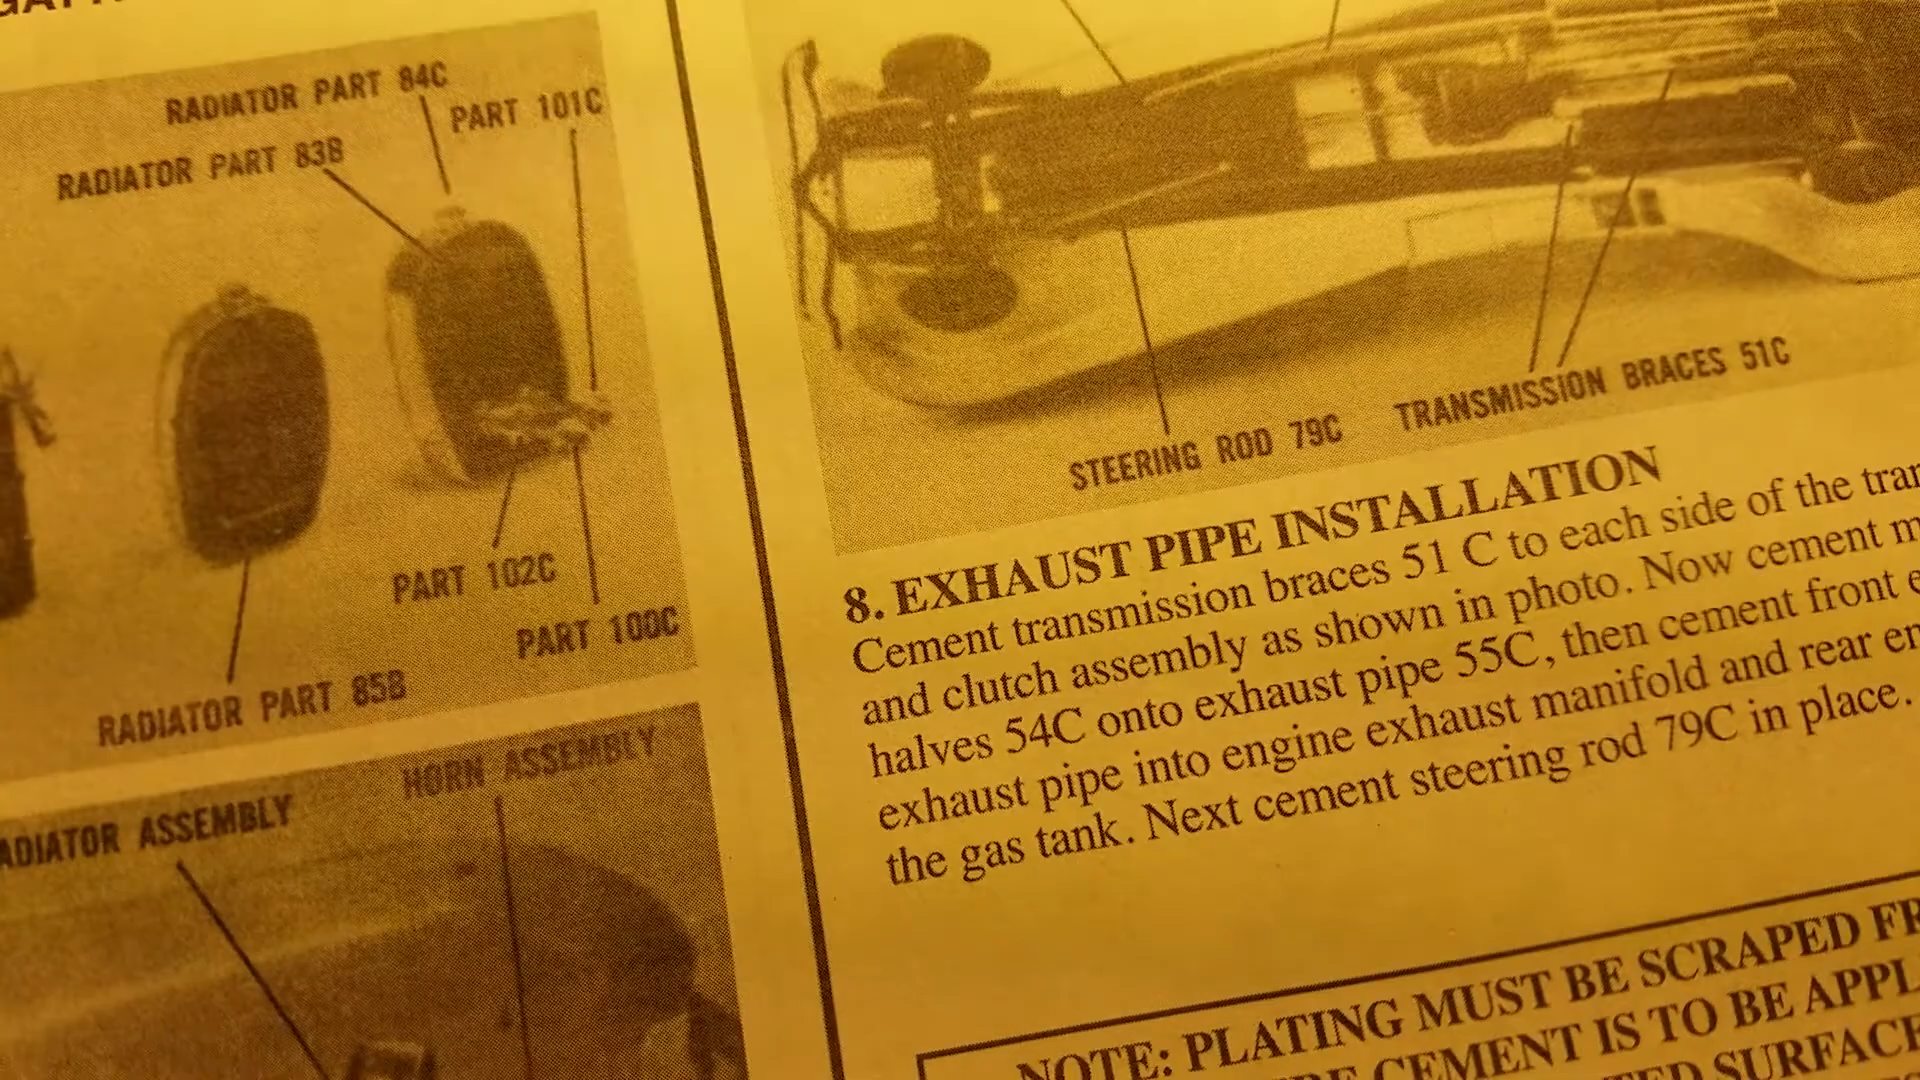 RADIATOR PART 84C
PART 101C
RADIATOR PART 83B
PART 102C
PART 100C
RADIATOR PART 85B
HORN ASSEMBLY
ADIATOR ASSEMBLY
STEERING ROD 79C
TRANSMISSION BRACES 51C
8. EXHAUST PIPE INSTALLATION
Cement transmission braces 51 C to each side of the tran
and clutch assembly as shown in photo. Now cement m
halves 54C onto exhaust pipe 55C, then cement front e
exhaust pipe into engine exhaust manifold and rear en
the gas tank. Next cement steering rod 79C in place.
NOTE: PLATING MUST BE SCRAPED FR
CEMENT IS TO BE APPL
SURFACE